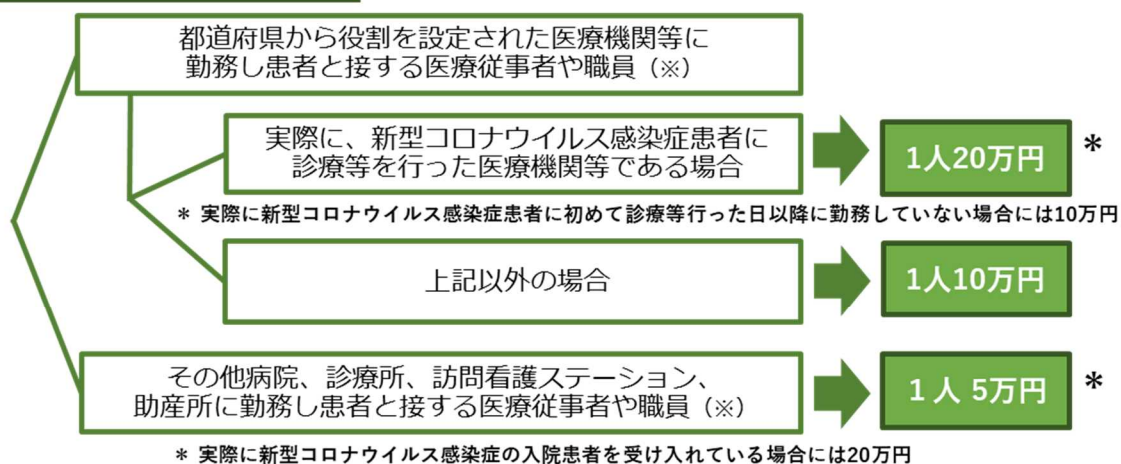 都道府県から役割を設定された医療機関等に
勤務し患者と接する医療従事者や職員（※）
実際に、新型コロナウイルス感染症患者に
診療等を行った医療機関等である場合
1人20万円 *
* 実際に新型コロナウイルス感染症患者に初めて診療等行った日以降に勤務していない場合には10万円
上記以外の場合
1人10万円
その他病院、診療所、訪問看護ステーション、
助産所に勤務し患者と接する医療従事者や職員（※）
1人 5万円 *
* 実際に新型コロナウイルス感染症の入院患者を受け入れている場合には20万円